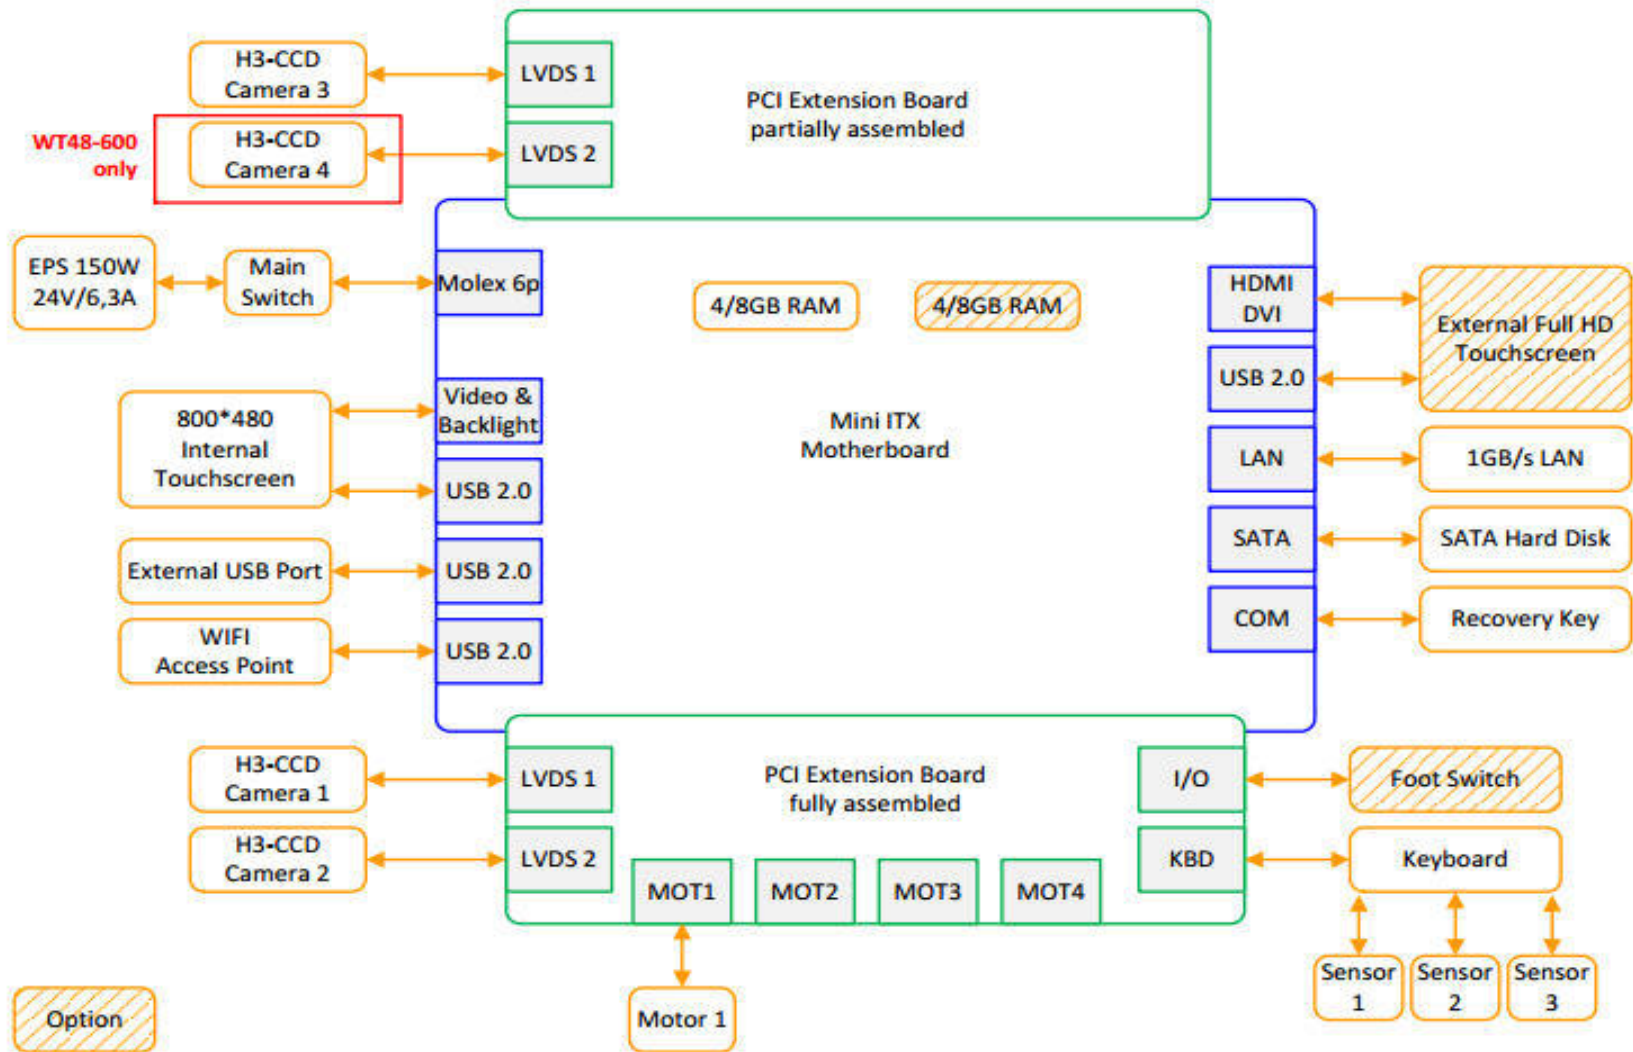 H3-CCD
Camera 3
LVDS 1
PCI Extension Board
partially assembled
WT48-600
only
H3-CCD
Camera 4
LVDS 2
EPS 150W
24V/6,3A
Main
Switch
Molex 6p
4/8GB RAM
4/8GB RAM
HDMI
DVI
External Full HD
Touchscreen
USB 2.0
800*480
Internal
Touchscreen
Video &
Backlight
USB 2.0
Mini ITX
Motherboard
LAN
1GB/s LAN
External USB Port
USB 2.0
SATA
SATA Hard Disk
WIFI
Access Point
USB 2.0
COM
Recovery Key
H3-CCD
Camera 1
LVDS 1
PCI Extension Board
fully assembled
I/O
Foot Switch
H3-CCD
Camera 2
LVDS 2
MOT1
MOT2
MOT3
MOT4
KBD
Keyboard
Sensor
1
Sensor
2
Sensor
3
Option
Motor 1